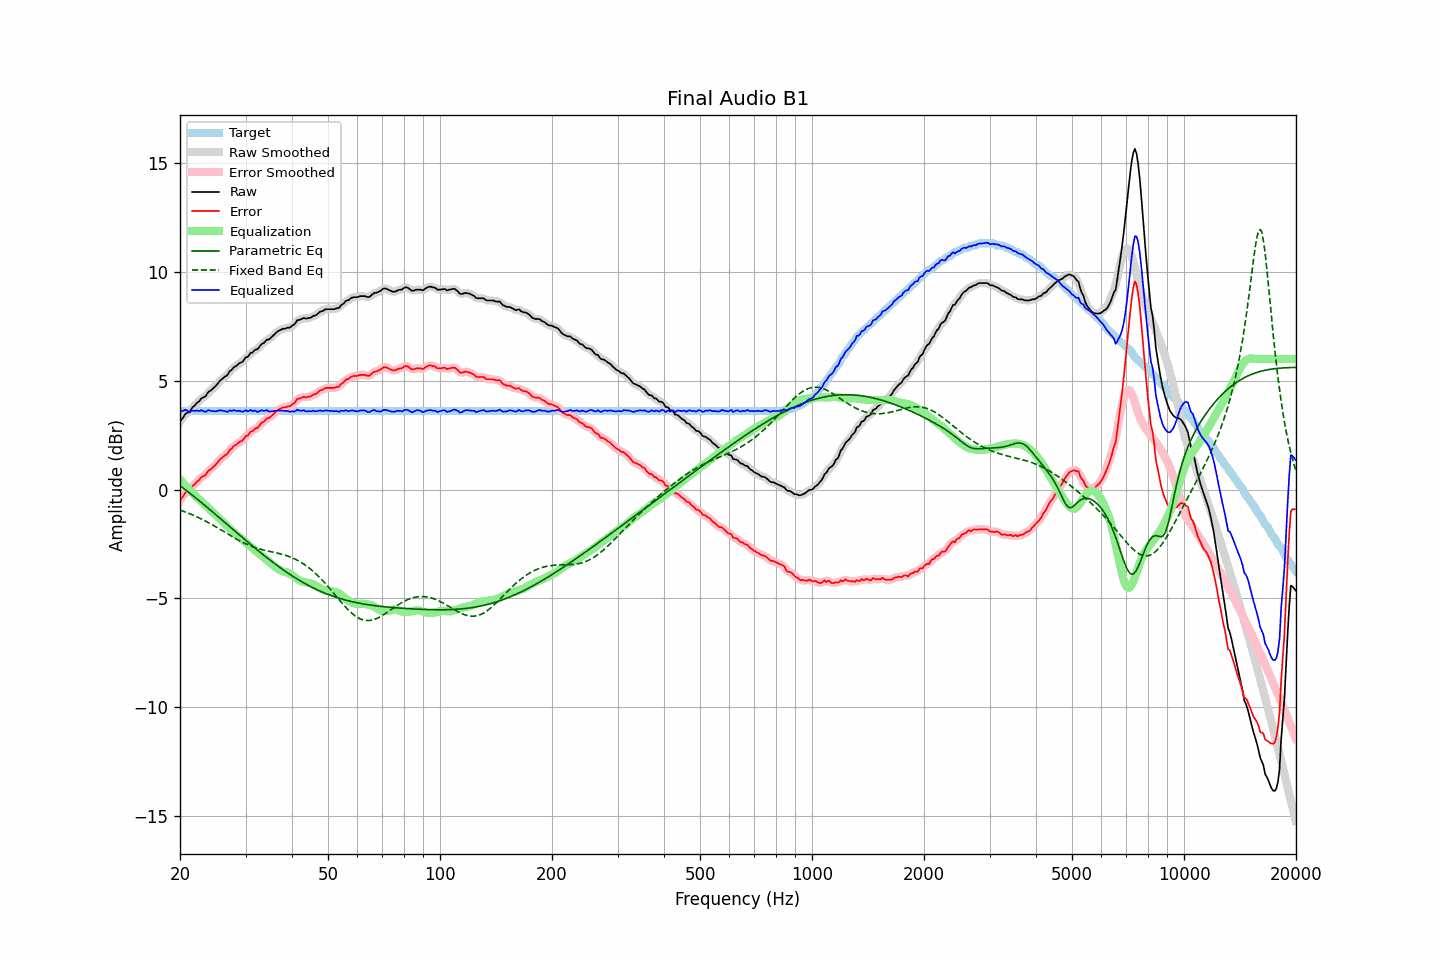 Final Audio B1
Target
Raw Smoothed
Error Smoothed
Raw
Error
Equalization
Parametric Eq
Fixed Band Eq
Equalized
15
10
5
0
−5
−10
−15
Amplitude (dBr)
20
50
100
200
500
1000
2000
5000
10000
20000
Frequency (Hz)